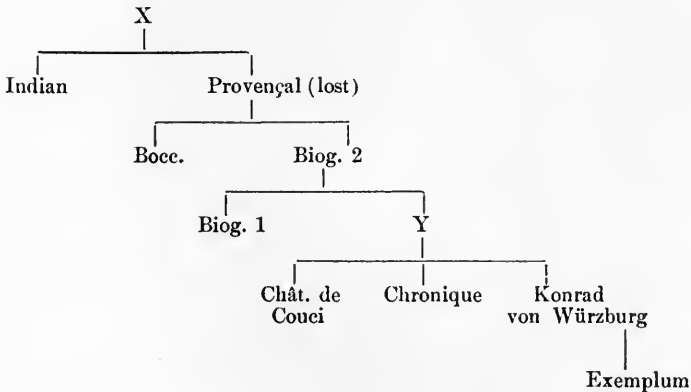 X
Indian Provençal (lost)
Bocc. Biog. 2
Biog. 1 Y
Chât. de Chronique Konrad
Couci von Würzburg
Exemplum